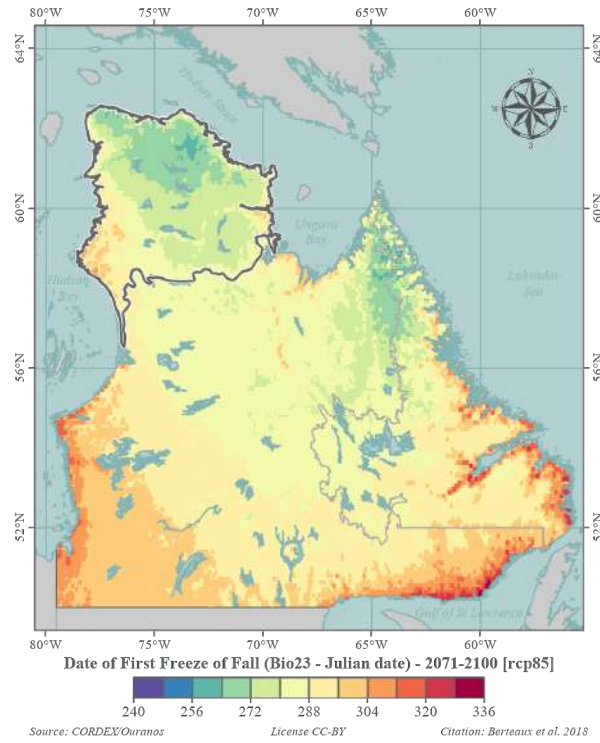 80°W 75°W 70°W 65°W 60°W
64°N 64°N
Hudson Strait
N
W E
S
60°N 60°N
Ungava
Bay
Hudson
Bay
Labrador
Sea
56°N 56°N
52°N 52°N
Gulf of St Lawrence
80°W 75°W 70°W 65°W 60°W
Date of First Freeze of Fall (Bio23 - Julian date) - 2071-2100 [rcp85]
240 256 272 288 304 320 336
Source: CORDEX/Ouranos License CC-BY Citation: Berteaux et al. 2018